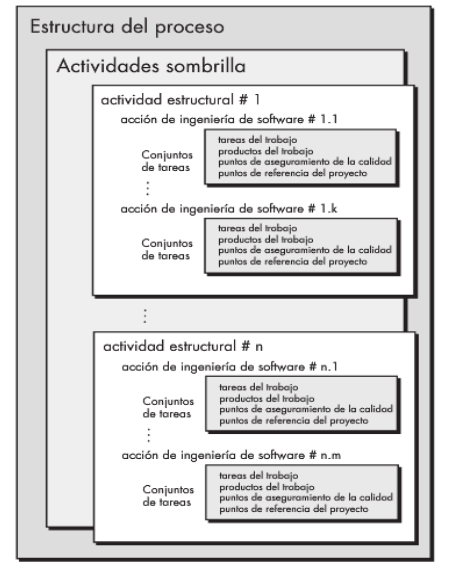 Estructura del proceso
Actividades sombrilla
actividad estructural # 1
acción de ingeniería de software # 1.1
Conjuntos
de tareas
tareas del trabajo
productos del trabajo
puntos de aseguramiento de la calidad
puntos de referencia del proyecto
acción de ingeniería de software # 1.k
Conjuntos
de tareas
tareas del trabajo
productos del trabajo
puntos de aseguramiento de la calidad
puntos de referencia del proyecto
actividad estructural # n
acción de ingeniería de software # n.1
Conjuntos
de tareas
tareas del trabajo
productos del trabajo
puntos de aseguramiento de la calidad
puntos de referencia del proyecto
acción de ingeniería de software # n.m
Conjuntos
de tareas
tareas del trabajo
productos del trabajo
puntos de aseguramiento de la calidad
puntos de referencia del proyecto